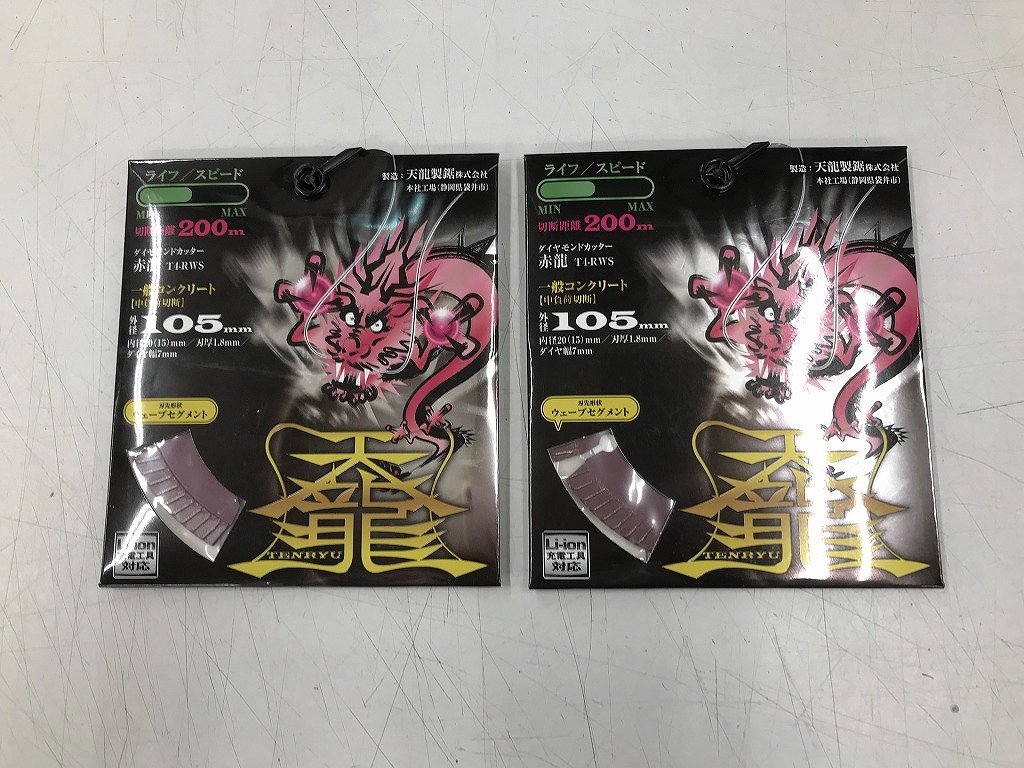 ライフ／スピード
MIN MAX
切断距離 200m
ダイヤモンドカッター
赤龍 T4-RWS
一般コンクリート
【中負荷切断】
外径 105mm
内径20(15)mm／刃厚1.8mm
ダイヤ幅7mm
刃先形状
ウェーブセグメント
製造：天龍製鋸株式会社
本社工場(静岡県袋井市)
天龍
TENRYU
Li-ion
充電工具
対応
ライフ／スピード
MIN MAX
切断距離 200m
ダイヤモンドカッター
赤龍 T4-RWS
一般コンクリート
【中負荷切断】
外径 105mm
内径20(15)mm／刃厚1.8mm
ダイヤ幅7mm
刃先形状
ウェーブセグメント
製造：天龍製鋸株式会社
本社工場(静岡県袋井市)
天龍
TENRYU
Li-ion
充電工具
対応